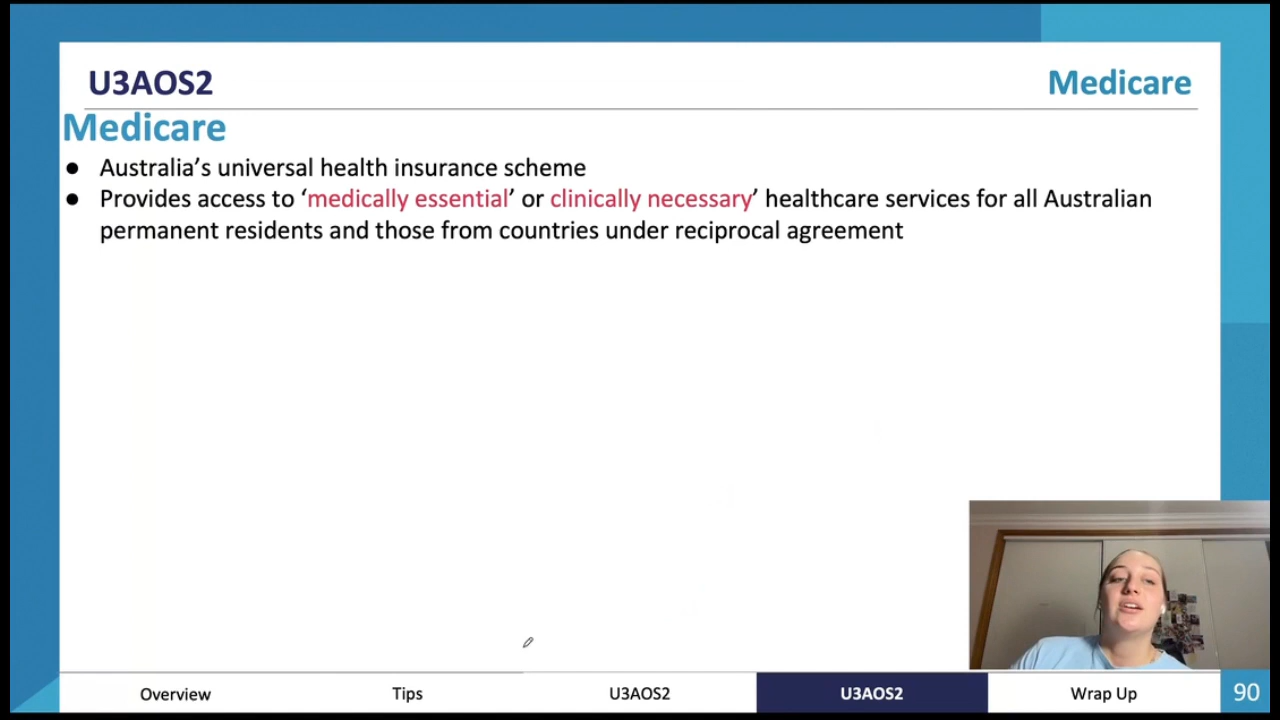 U3AOS2
Medicare
Medicare
● Australia’s universal health insurance scheme
● Provides access to ‘medically essential’ or clinically necessary’ healthcare services for all Australian
permanent residents and those from countries under reciprocal agreement
Overview
Tips
U3AOS2
U3AOS2
Wrap Up
90